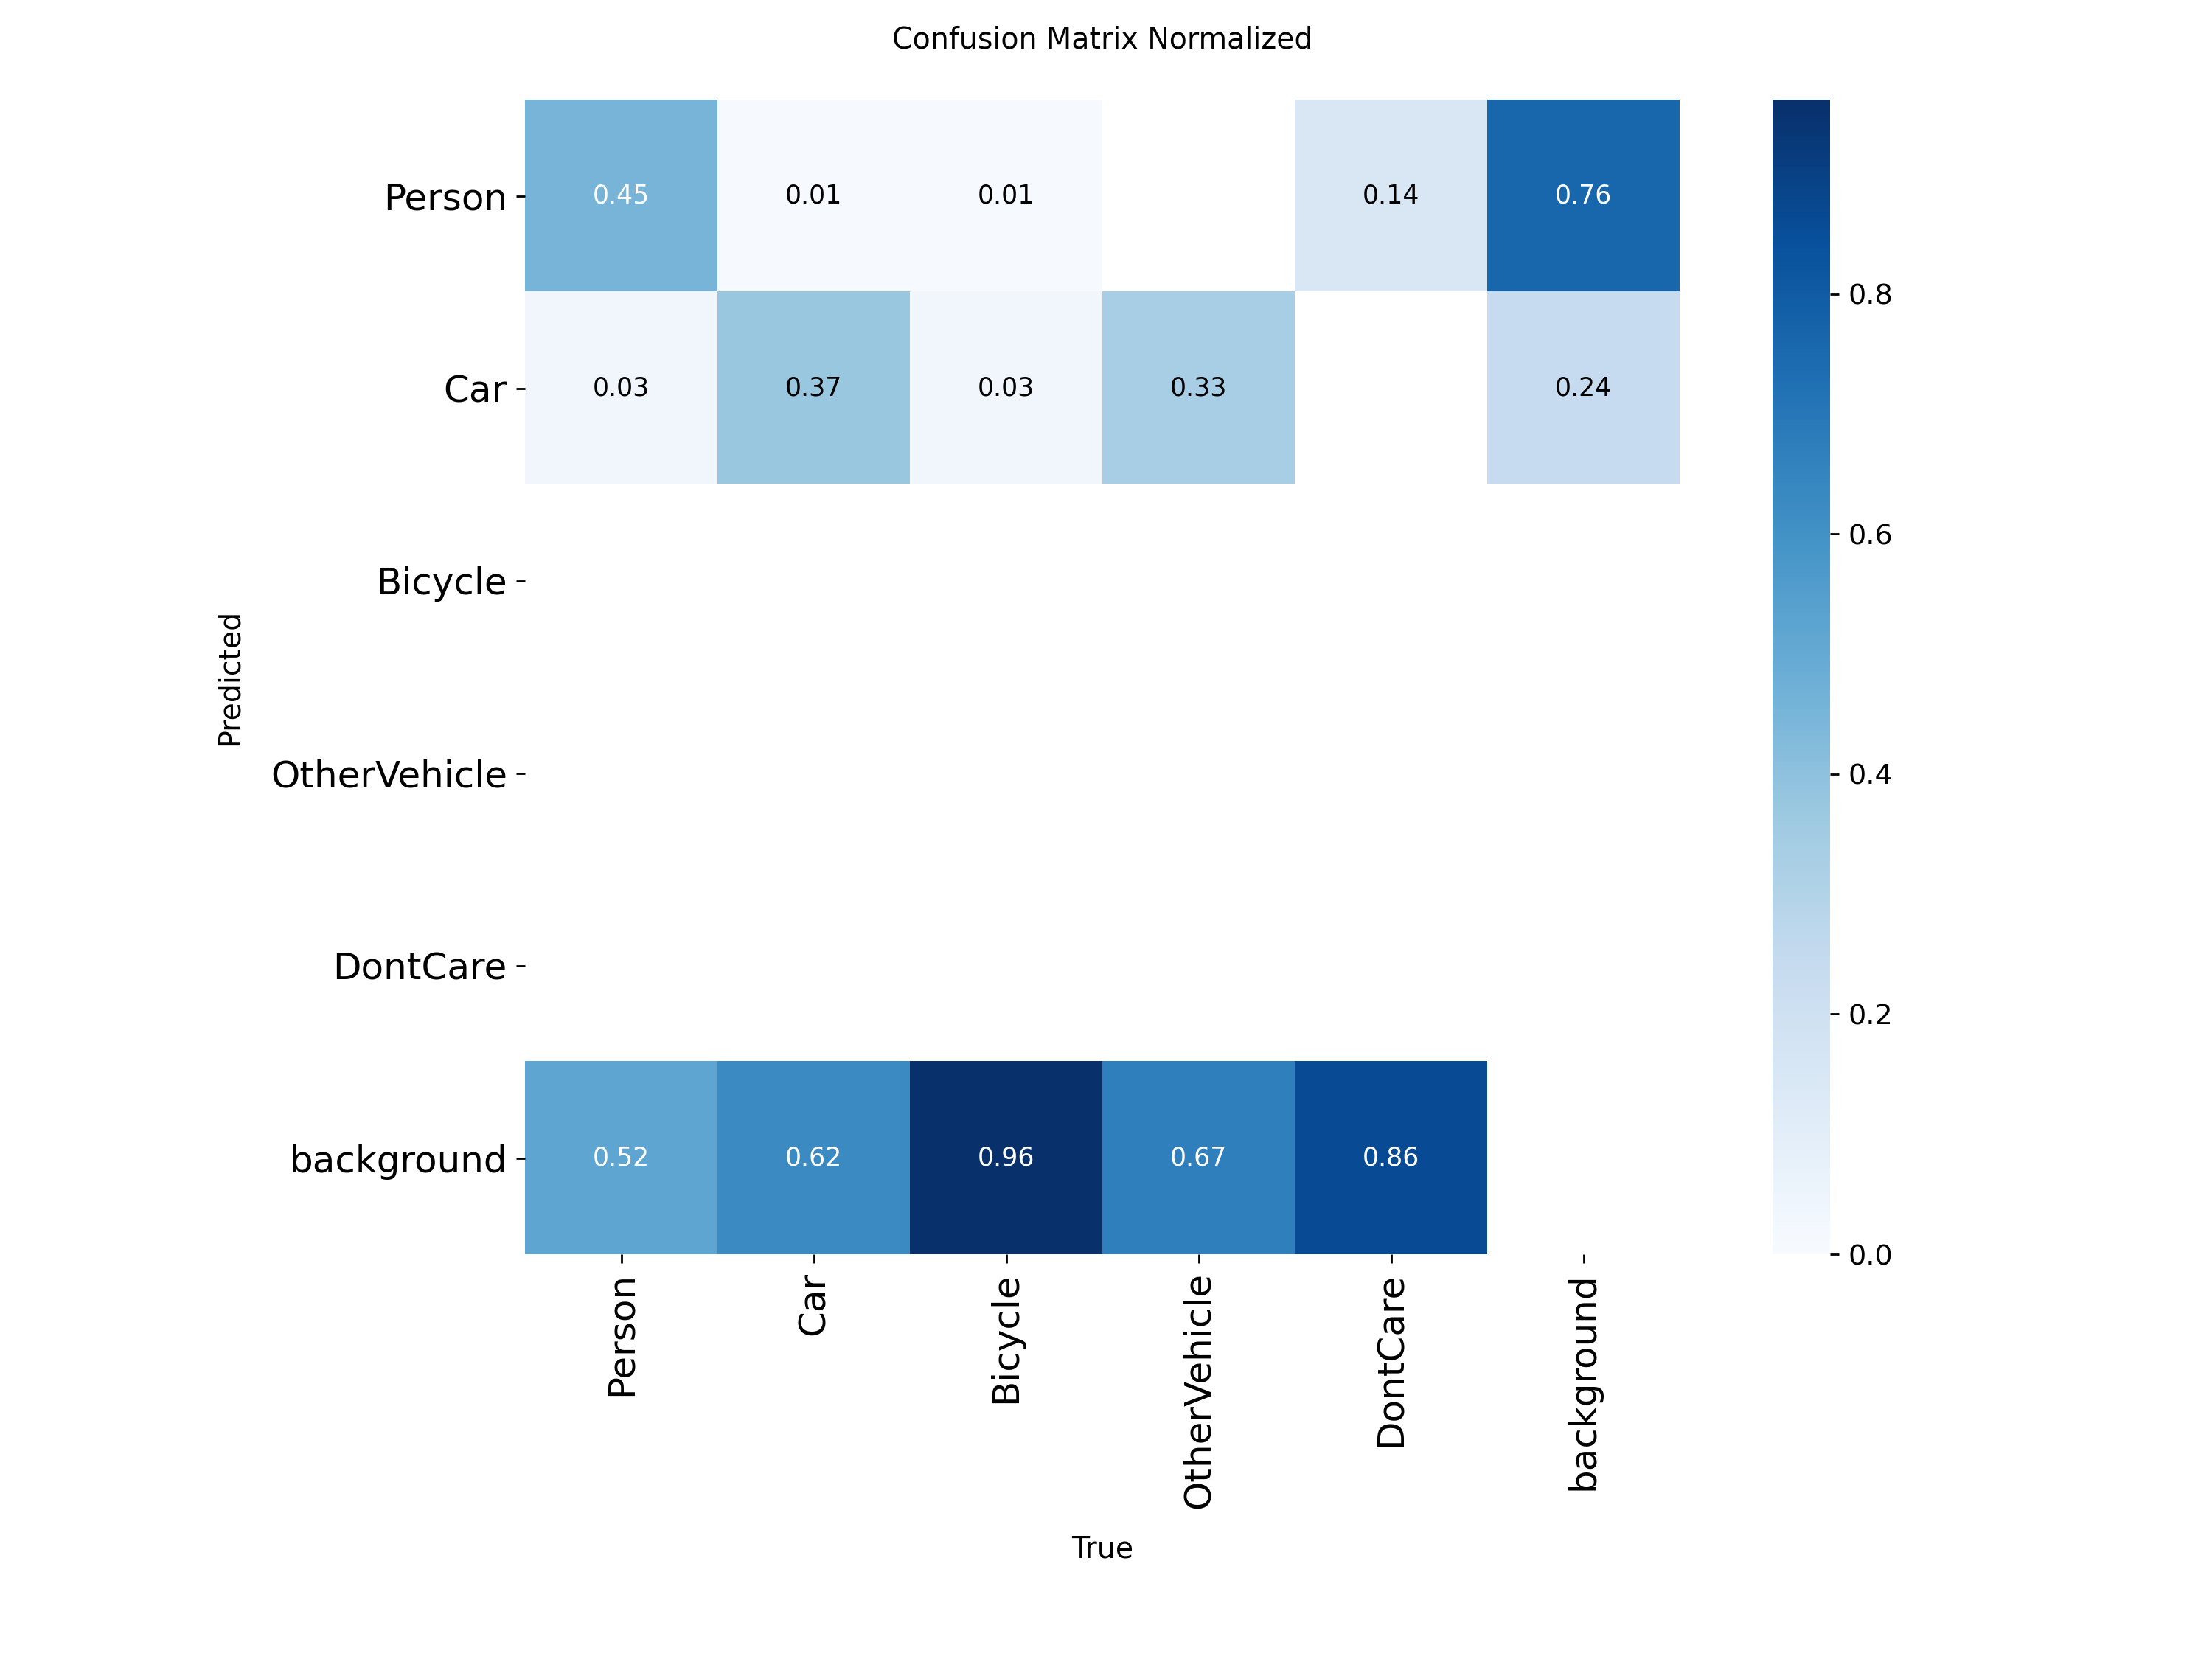 Confusion Matrix Normalized
Person
0.45 0.01 0.01 0.14 0.76
Car
0.03 0.37 0.03 0.33 0.24
Bicycle
OtherVehicle
DontCare
background
0.52 0.62 0.96 0.67 0.86
Predicted
Person
Car
Bicycle
OtherVehicle
DontCare
background
True
0.8
0.6
0.4
0.2
0.0